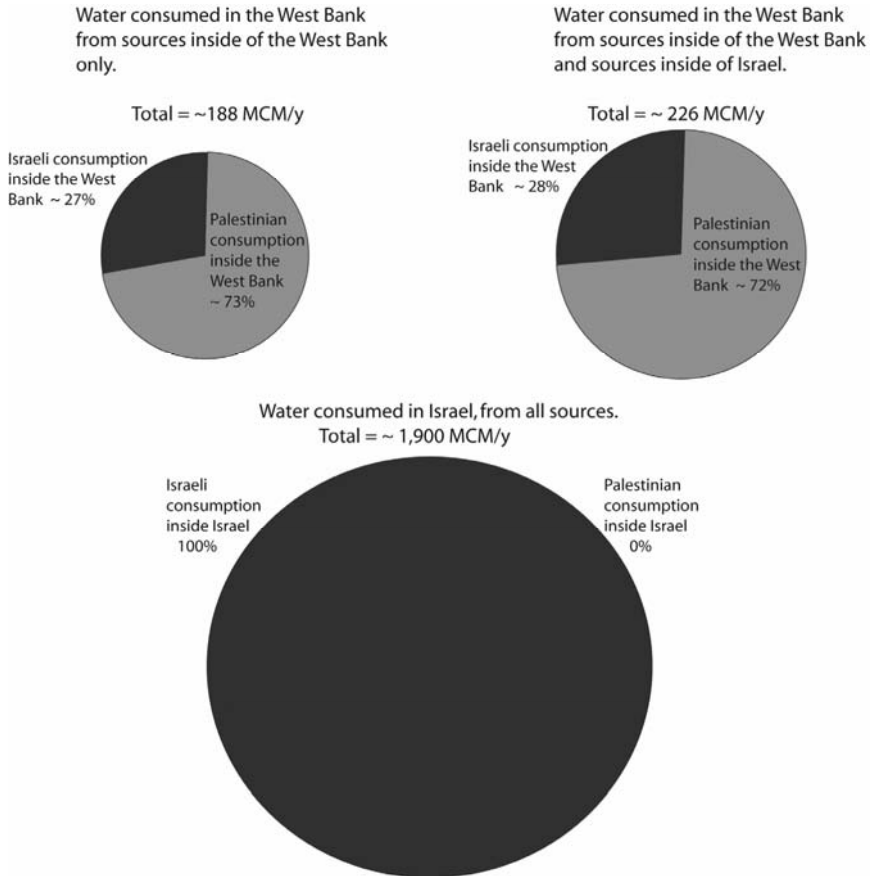 Water consumed in the West Bank
from sources inside of the West Bank
only.
Total = ~188 MCM/y
Israeli consumption
inside the West
Bank ~ 27%
Palestinian
consumption
inside the
West Bank
~ 73%
Water consumed in the West Bank
from sources inside of the West Bank
and sources inside of Israel.
Total = ~ 226 MCM/y
Israeli consumption
inside the West
Bank ~ 28%
Palestinian
consumption
inside the West
Bank ~ 72%
Water consumed in Israel, from all sources.
Total = ~ 1,900 MCM/y
Israeli
consumption
inside Israel
100%
Palestinian
consumption
inside Israel
0%